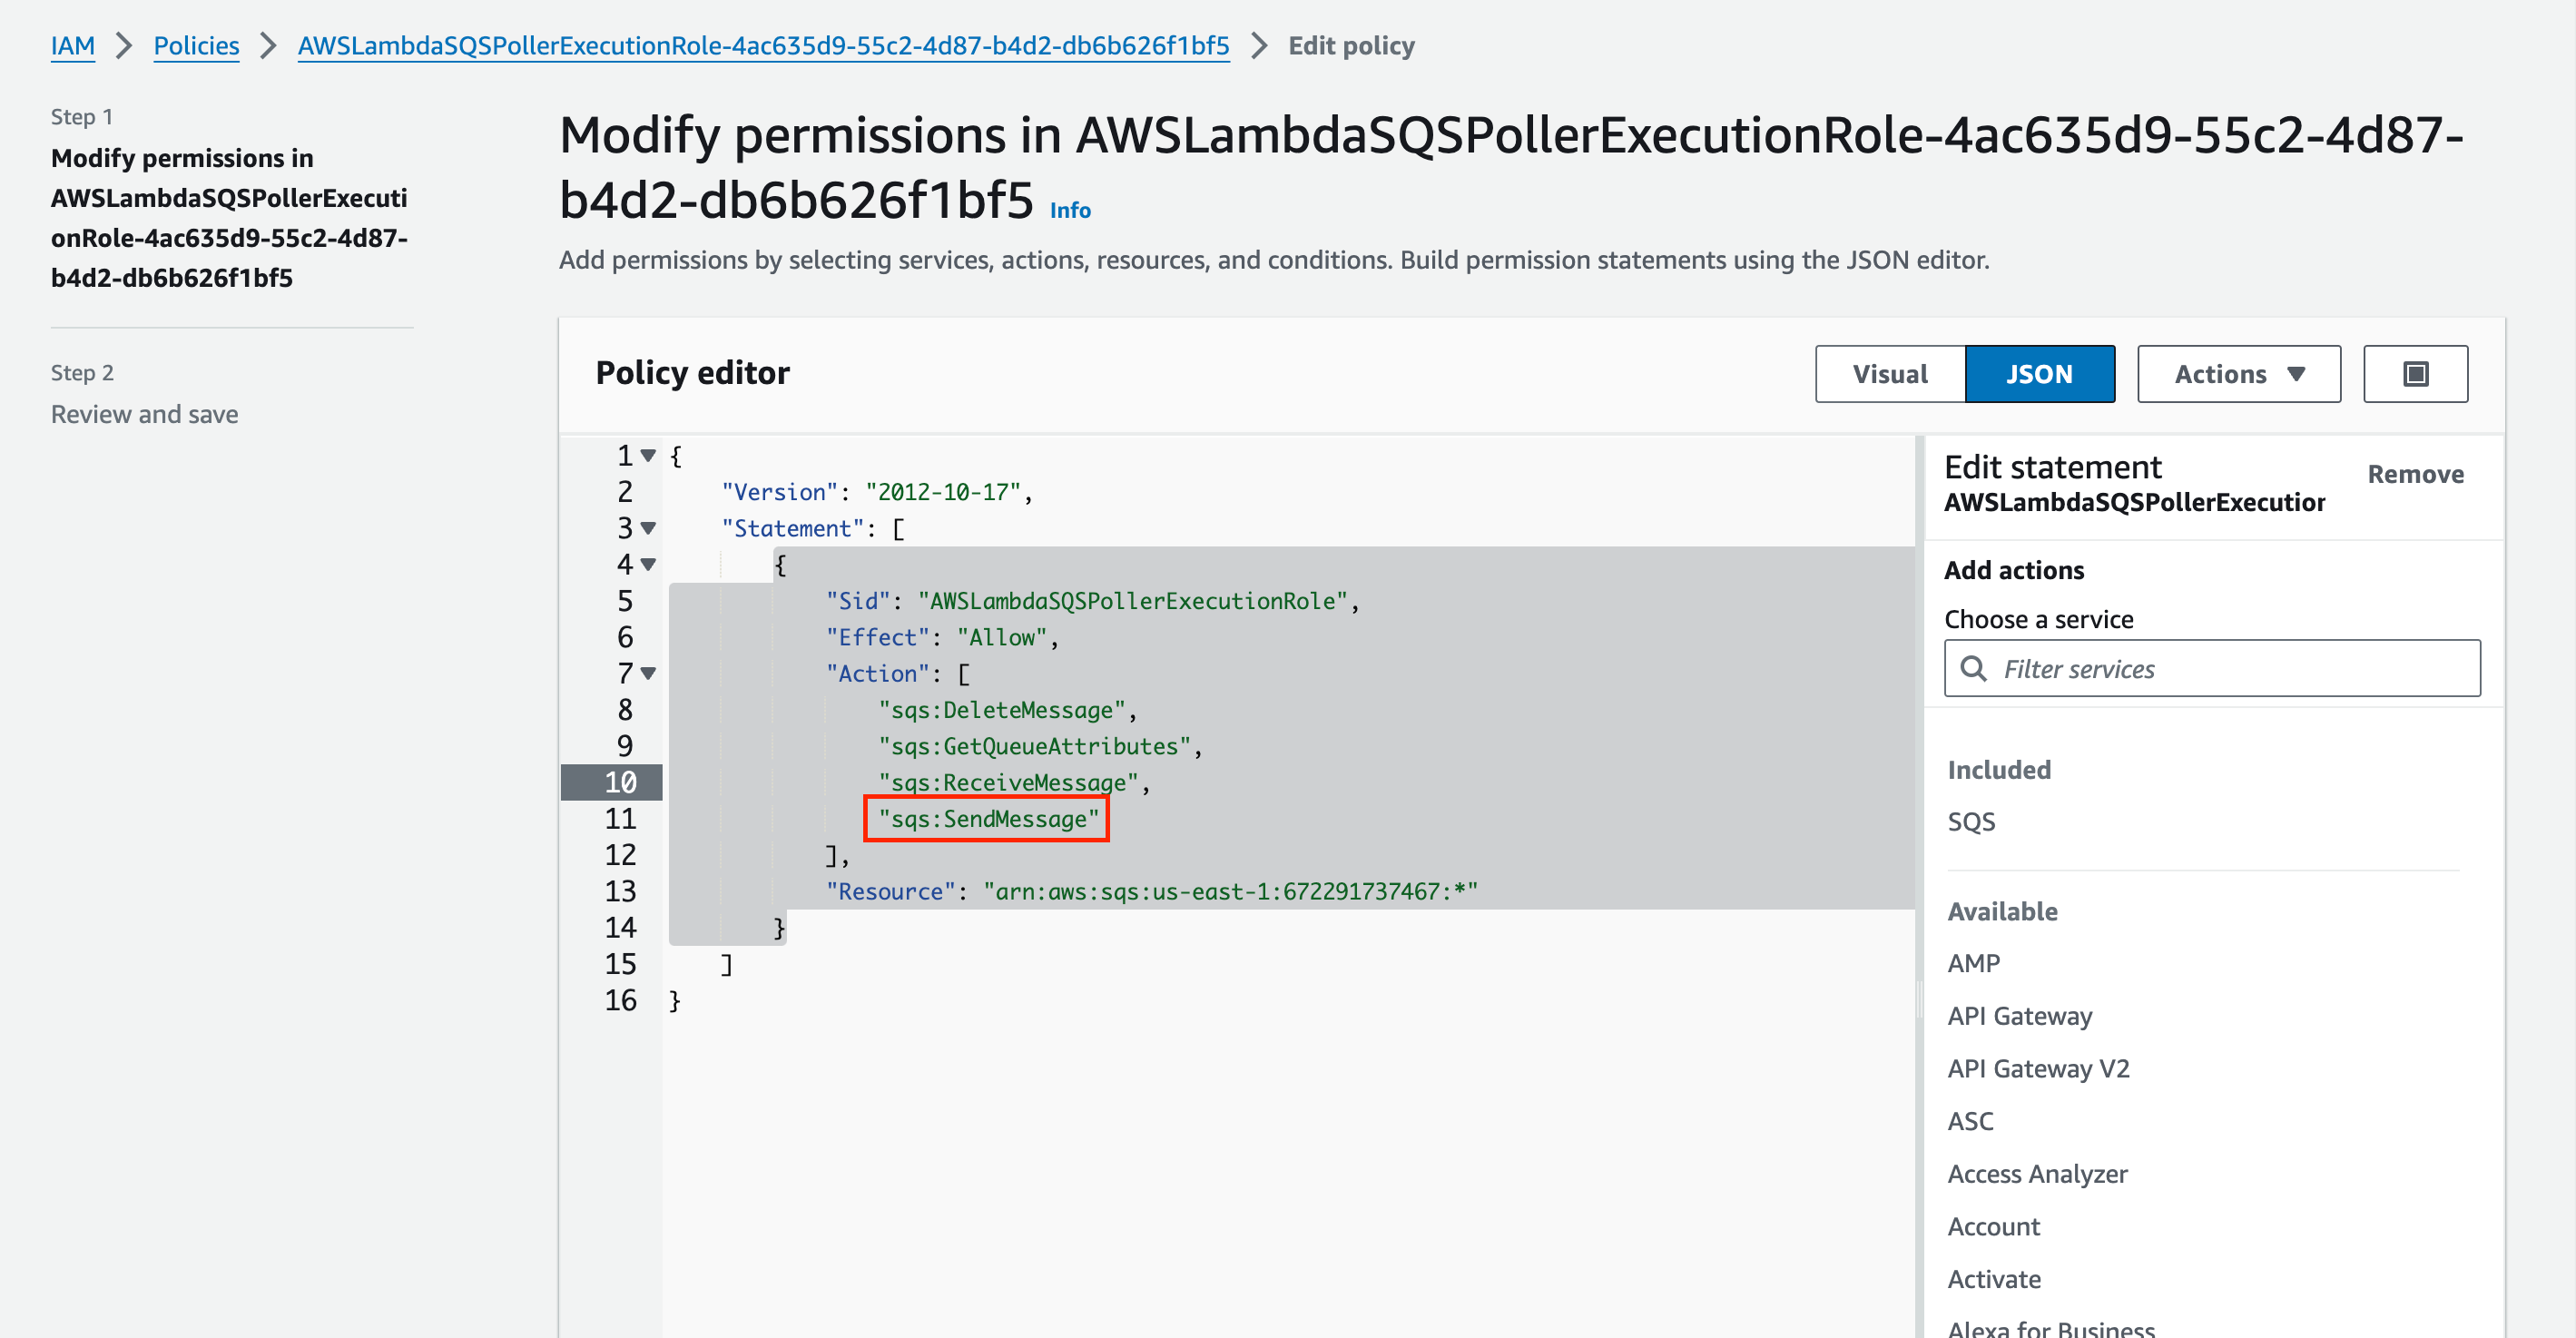 IAM > Policies > AWSLambdaSQSPollerExecutionRole-4ac635d9-55c2-4d87-b4d2-db6b626f1bf5 > Edit policy
Step 1
Modify permissions in
AWSLambdaSQSPollerExecuti
onRole-4ac635d9-55c2-4d87-
b4d2-db6b626f1bf5
Step 2
Review and save
Modify permissions in AWSLambdaSQSPollerExecutionRole-4ac635d9-55c2-4d87-
b4d2-db6b626f1bf5 Info
Add permissions by selecting services, actions, resources, and conditions. Build permission statements using the JSON editor.
Policy editor
Visual JSON Actions
1 {
2 "Version": "2012-10-17",
3 "Statement": [
4 {
5 "Sid": "AWSLambdaSQSPollerExecutionRole",
6 "Effect": "Allow",
7 "Action": [
8 "sqs:DeleteMessage",
9 "sqs:GetQueueAttributes",
10 "sqs:ReceiveMessage",
11 "sqs:SendMessage"
12 ],
13 "Resource": "arn:aws:sqs:us-east-1:672291737467:*"
14 }
15 ]
16 }
Edit statement Remove
AWSLambdaSQSPollerExecutior
Add actions
Choose a service
Filter services
Included
SQS
Available
AMP
API Gateway
API Gateway V2
ASC
Access Analyzer
Account
Activate
Alexa for Business